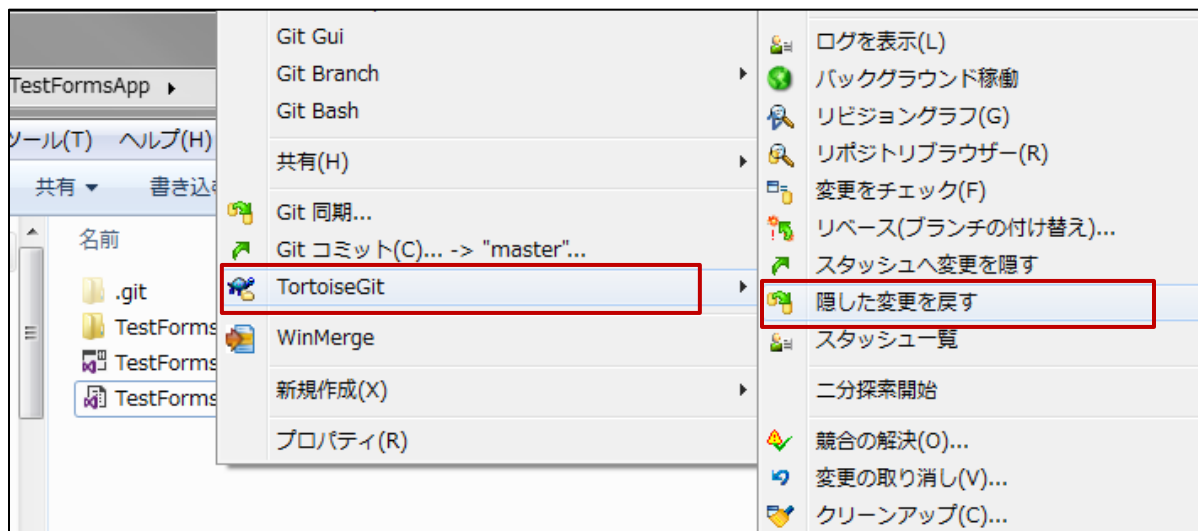 TestFormsApp
ツール(T) ヘルプ(H)
共有 書き込
名前
.git
TestForms
TestForms
TestForms
Git Gui
Git Branch
Git Bash
共有(H)
Git 同期...
Git コミット(C)... -> "master"...
TortoiseGit
WinMerge
新規作成(X)
プロパティ(R)
ログを表示(L)
バックグラウンド稼働
リビジョングラフ(G)
リポジトリブラウザー(R)
変更をチェック(F)
リベース(ブランチの付け替え)...
スタッシュへ変更を隠す
隠した変更を戻す
スタッシュ一覧
二分探索開始
競合の解決(O)...
変更の取り消し(V)...
クリーンアップ(C)...